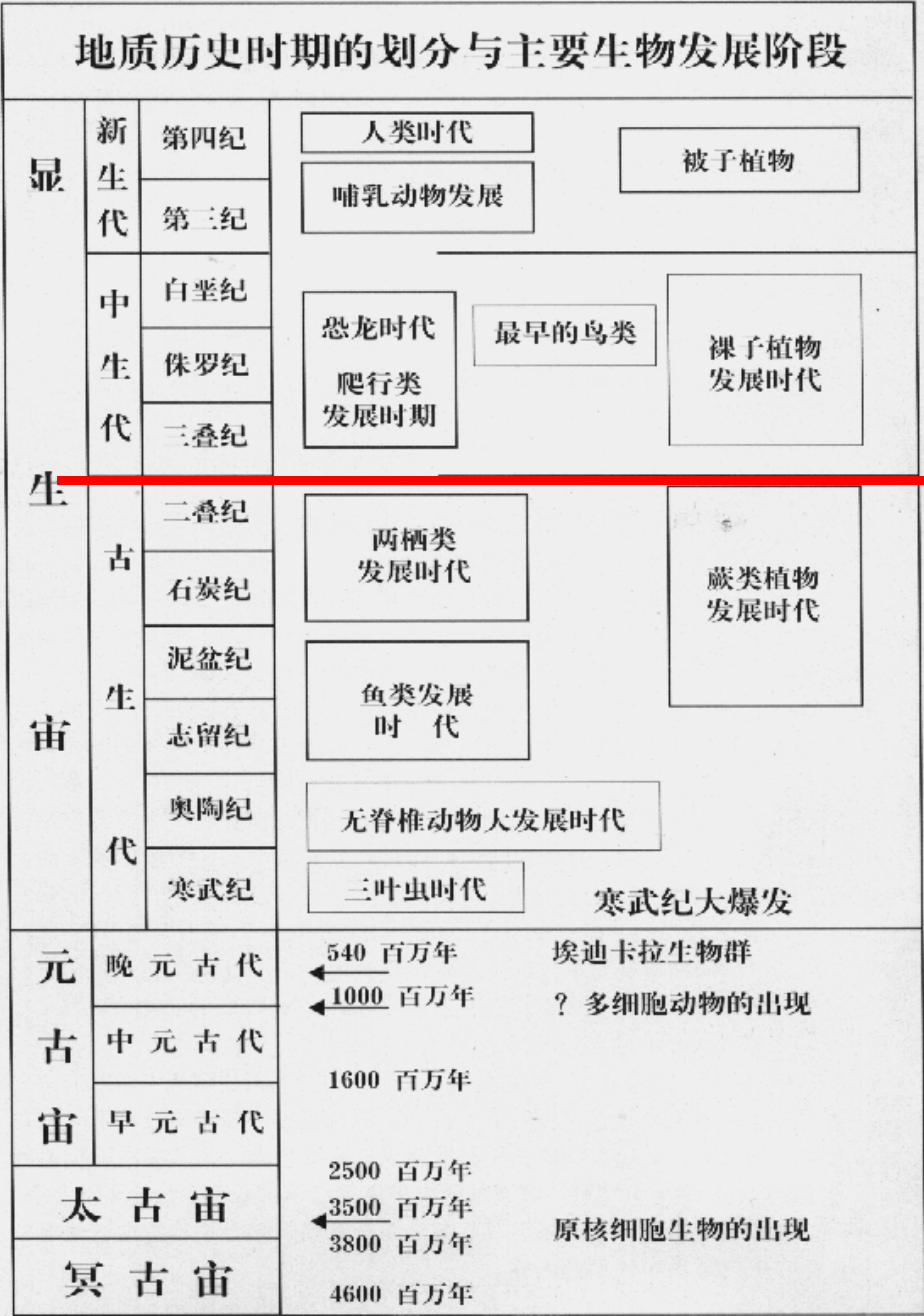 地质历史时期的划分与主要生物发展阶段
显生宙
新生代
第四纪
人类时代
被子植物
哺乳动物发展
第三纪
中生代
白垩纪
恐龙时代
最早的鸟类
裸子植物
发展时代
侏罗纪
爬行类
发展时期
三叠纪
古生代
二叠纪
两栖类
发展时代
蕨类植物
发展时代
石炭纪
泥盆纪
鱼类发展
时 代
志留纪
奥陶纪
无脊椎动物大发展时代
寒武纪
三叶虫时代
寒武纪大爆发
元古宙
晚元古代
540 百万年
埃迪卡拉生物群
1000 百万年
? 多细胞动物的出现
中元古代
1600 百万年
早元古代
2500 百万年
太古宙
3500 百万年
原核细胞生物的出现
3800 百万年
冥古宙
4600 百万年